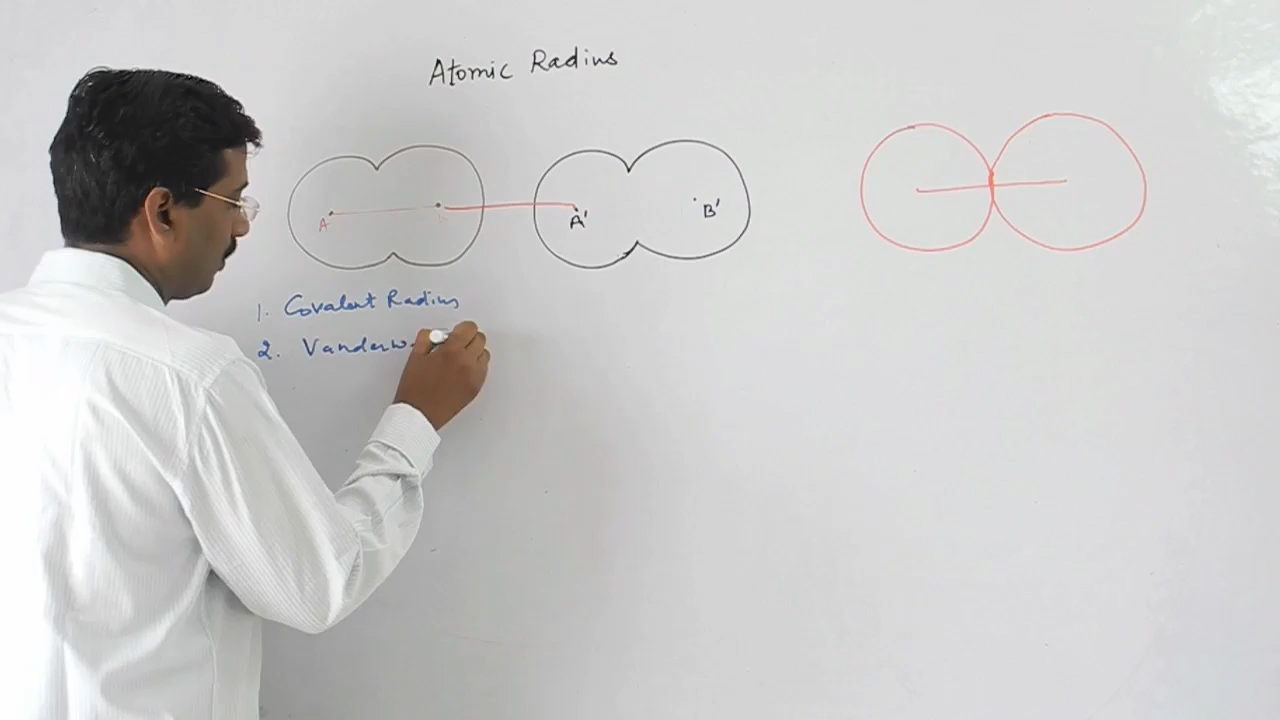 Atomic Radius
A
A'
B'
1. Covalent Radius
2. Vanderw